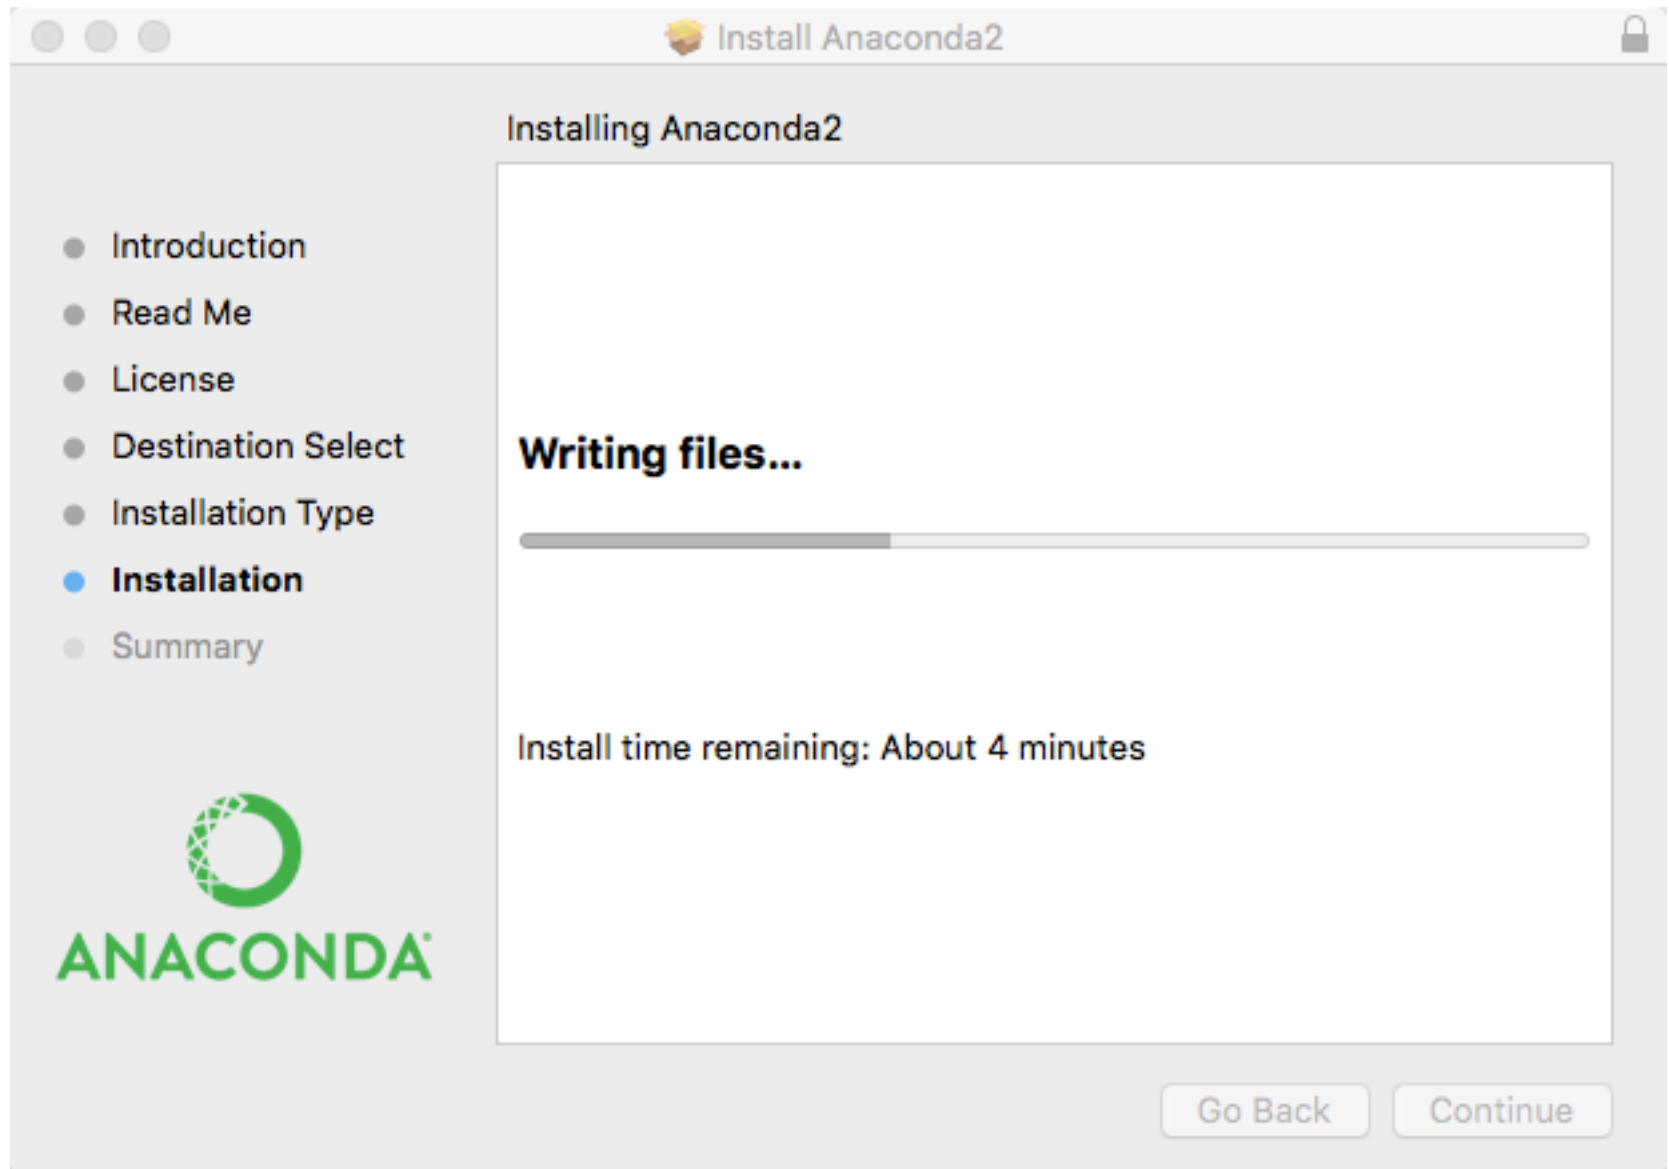 Install Anaconda2
Installing Anaconda2
Introduction
Read Me
License
Destination Select
Installation Type
Installation
Summary
Writing files...
Install time remaining: About 4 minutes
ANACONDA®
Go Back
Continue